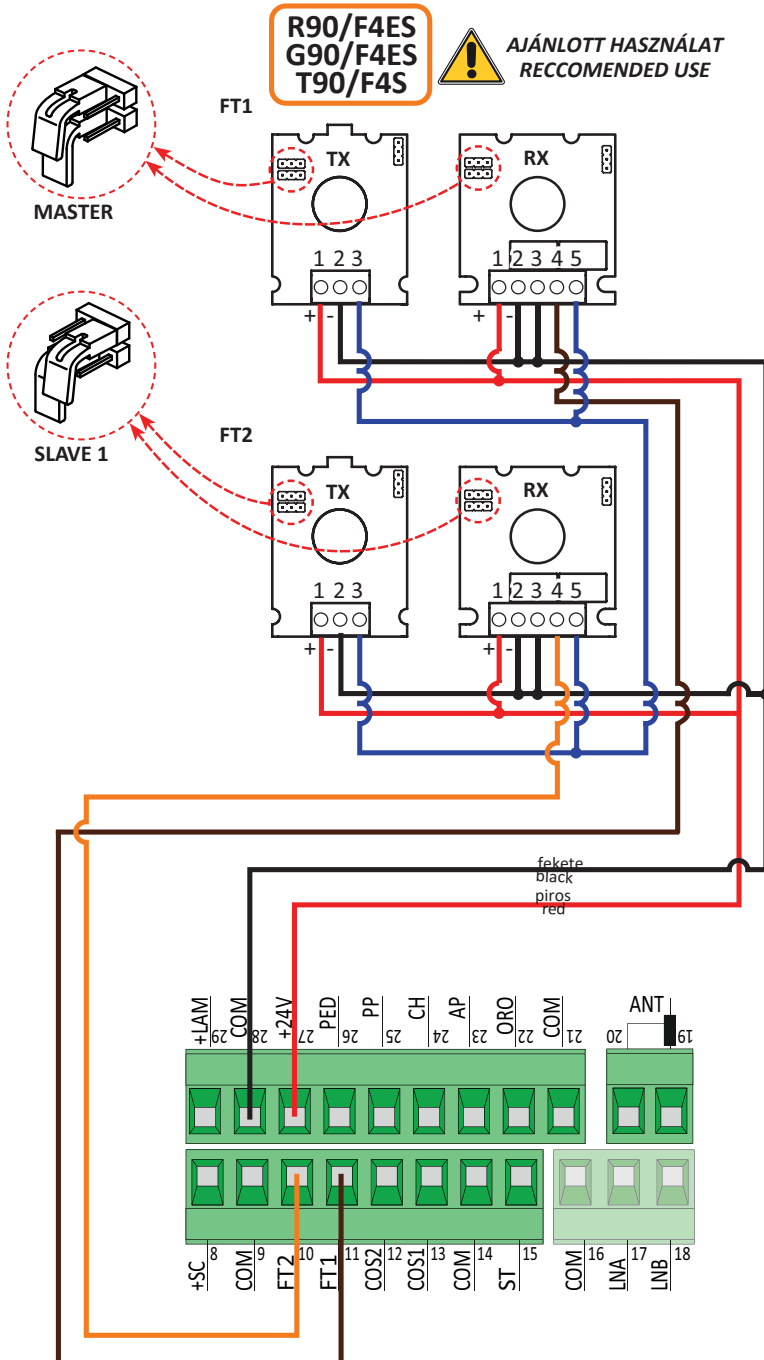 R90/F4ES
G90/F4ES
T90/F4S
AJÁNLOTT HASZNÁLAT
RECCOMENDED USE
FT1
MASTER
TX
1 2 3
+ -
RX
1 2 3 4 5
+ -
SLAVE 1
FT2
TX
1 2 3
+ -
RX
1 2 3 4 5
+ -
fekete
black
piros
red
+LAM 29
COM 28
+24V 27
PED 26
PP 25
CH 24
AP 23
ORO 22
COM 21
ANT
20 19
+SC 8
COM 9
FT2 10
FT1 11
COS2 12
COS1 13
COM 14
ST 15
COM 16
LNA 17
LNB 18